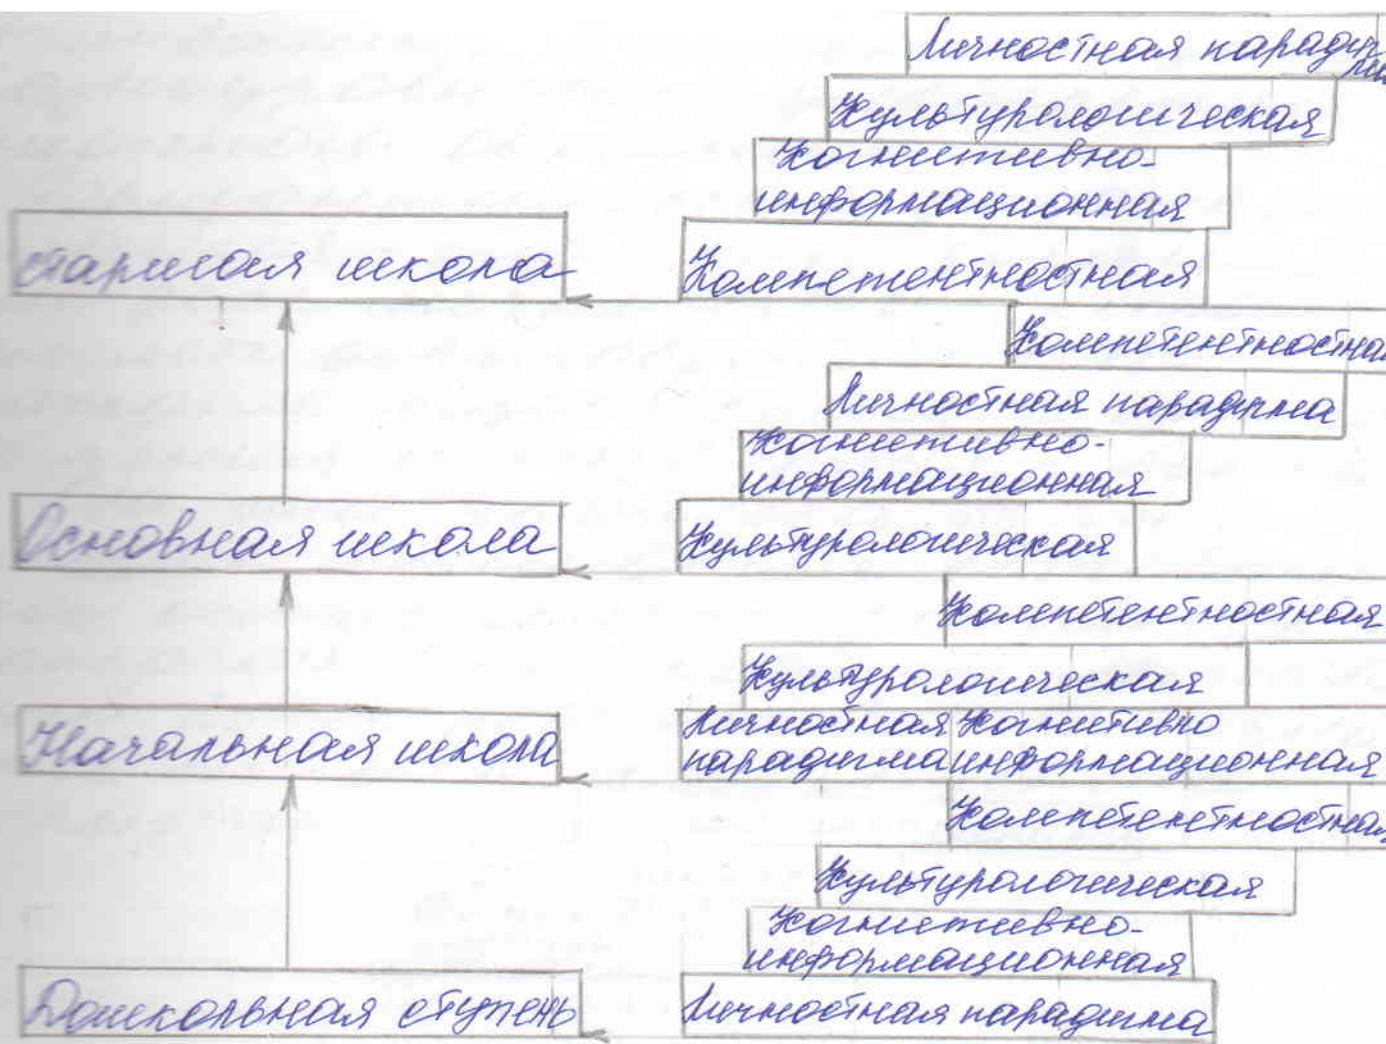 Личностная парадиг
ма
Культурологическая
Когнитивно-
информационная
старшая школа
Компетентностная
Компетентностная
Личностная парадигма
Когнитивно-
информационная
Основная школа
Культурологическая
Компетентностная
Культурологическая
Личностная Когнитивно
Начальная школа
парадигма информационная
Компетентностная
Культурологическая
Когнитивно-
информационная
Дошкольная ступень
Личностная парадигма